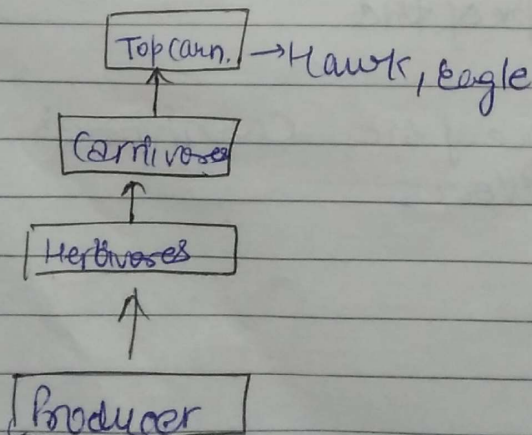 Top Carn. → Hawk, Eagle
Carnivores
Herbivores
Producer